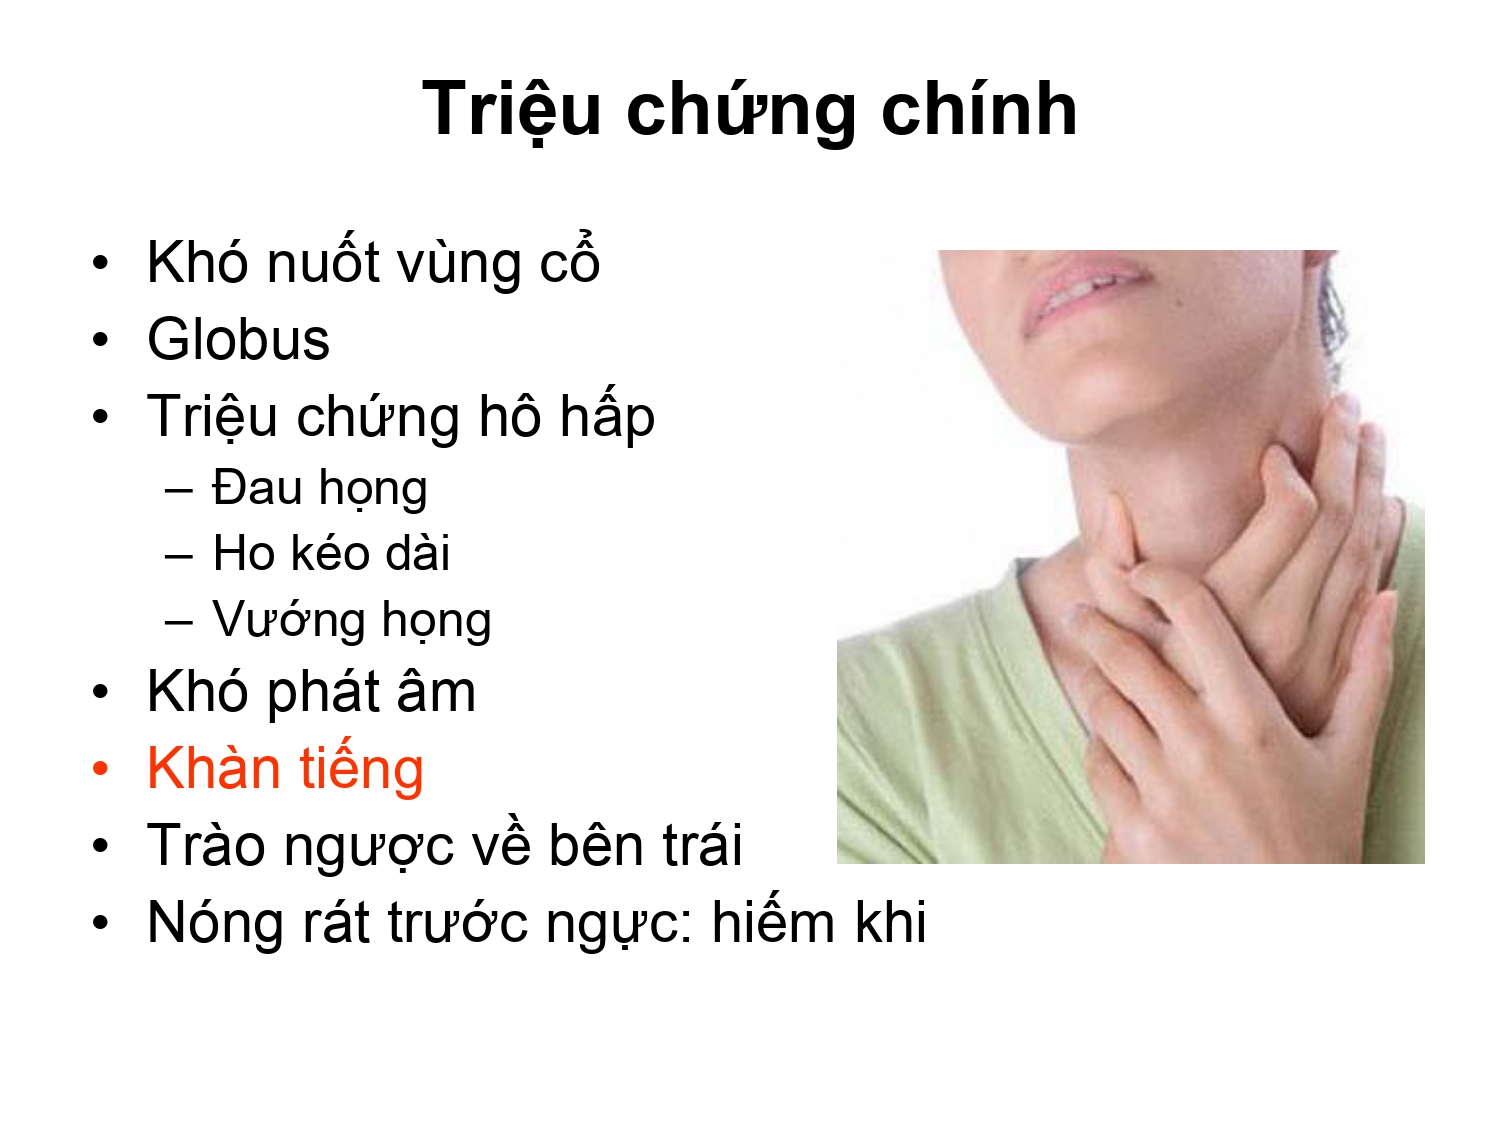 Triệu chứng chính
• Khó nuốt vùng cổ
• Globus
• Triệu chứng hô hấp
– Đau họng
– Ho kéo dài
– Vướng họng
• Khó phát âm
• Khàn tiếng
• Trào ngược về bên trái
• Nóng rát trước ngực: hiếm khi